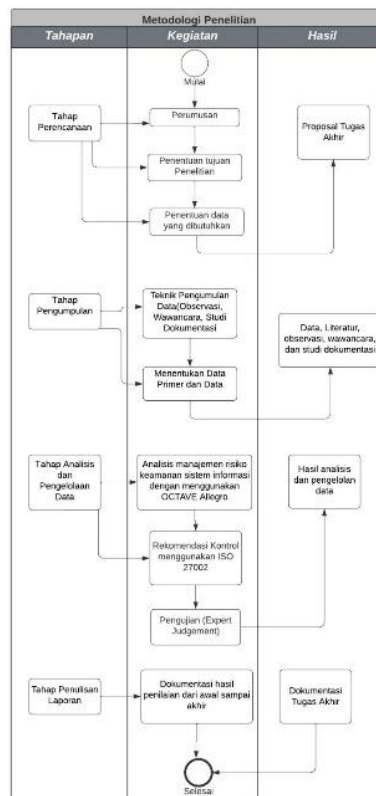 Metodologi Penelitian
Tahapan
Kegiatan
Hasil
Mulai
Tahap
Perencanaan
Perumusan
Proposal Tugas
Akhir
Penentuan tujuan
Penelitian
Penentuan data
yang dibutuhkan
Tahap
Pengumpulan
Teknik Pengumulan
Data(Observasi,
Wawancara, Studi
Dokumentasi
Data, Literatur,
observasi, wawancara,
dan studi dokumentasi
Menentukan Data
Primer dan Data
Tahap Analisis dan
Pengelolaan
Data
Analisis manajemen risiko
keamanan sistem informasi
dengan menggunakan
OCTAVE Allegro
Hasil analisis
dan pengelolan
data
Rekomendasi Kontrol
menggunakan ISO
27002
Pengujian (Expert
Judgement)
Tahap Penulisan
Laporan
Dokumentasi hasil
penilaian dari awal sampai
akhir
Dokumentasi
Tugas Akhir
Selesai